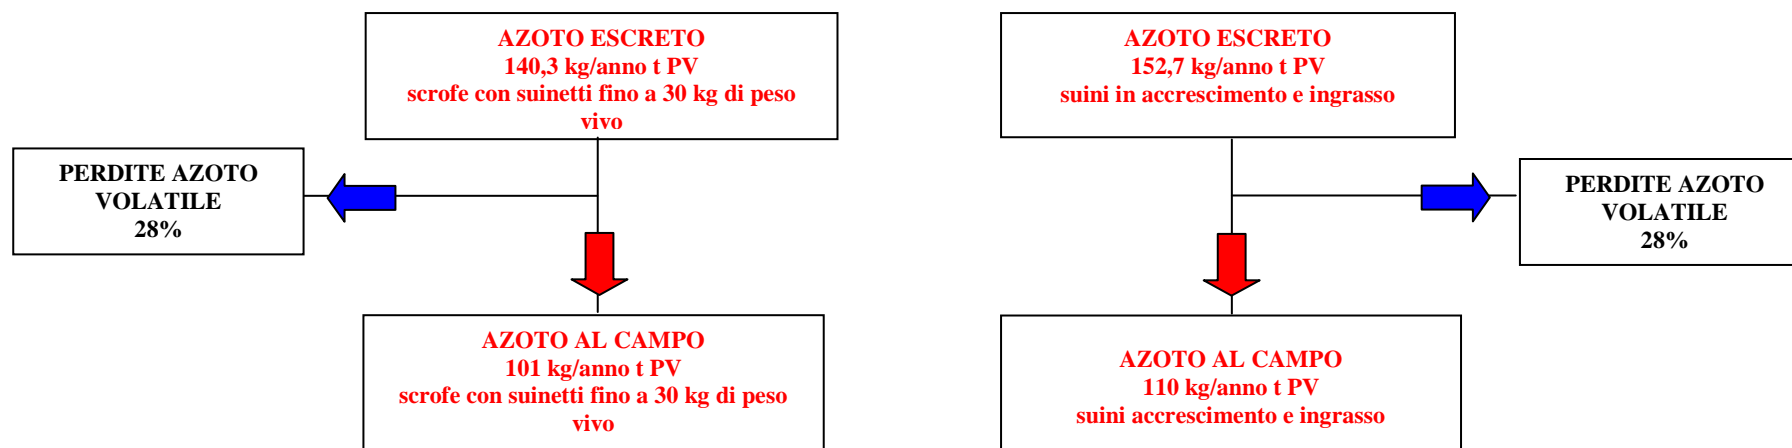 AZOTO ESCRETO
140,3 kg/anno t PV
scrofe con suinetti fino a 30 kg di peso
vivo
PERDITE AZOTO
VOLATILE
28%
AZOTO AL CAMPO
101 kg/anno t PV
scrofe con suinetti fino a 30 kg di peso
vivo
AZOTO ESCRETO
152,7 kg/anno t PV
suini in accrescimento e ingrasso
PERDITE AZOTO
VOLATILE
28%
AZOTO AL CAMPO
110 kg/anno t PV
suini accrescimento e ingrasso